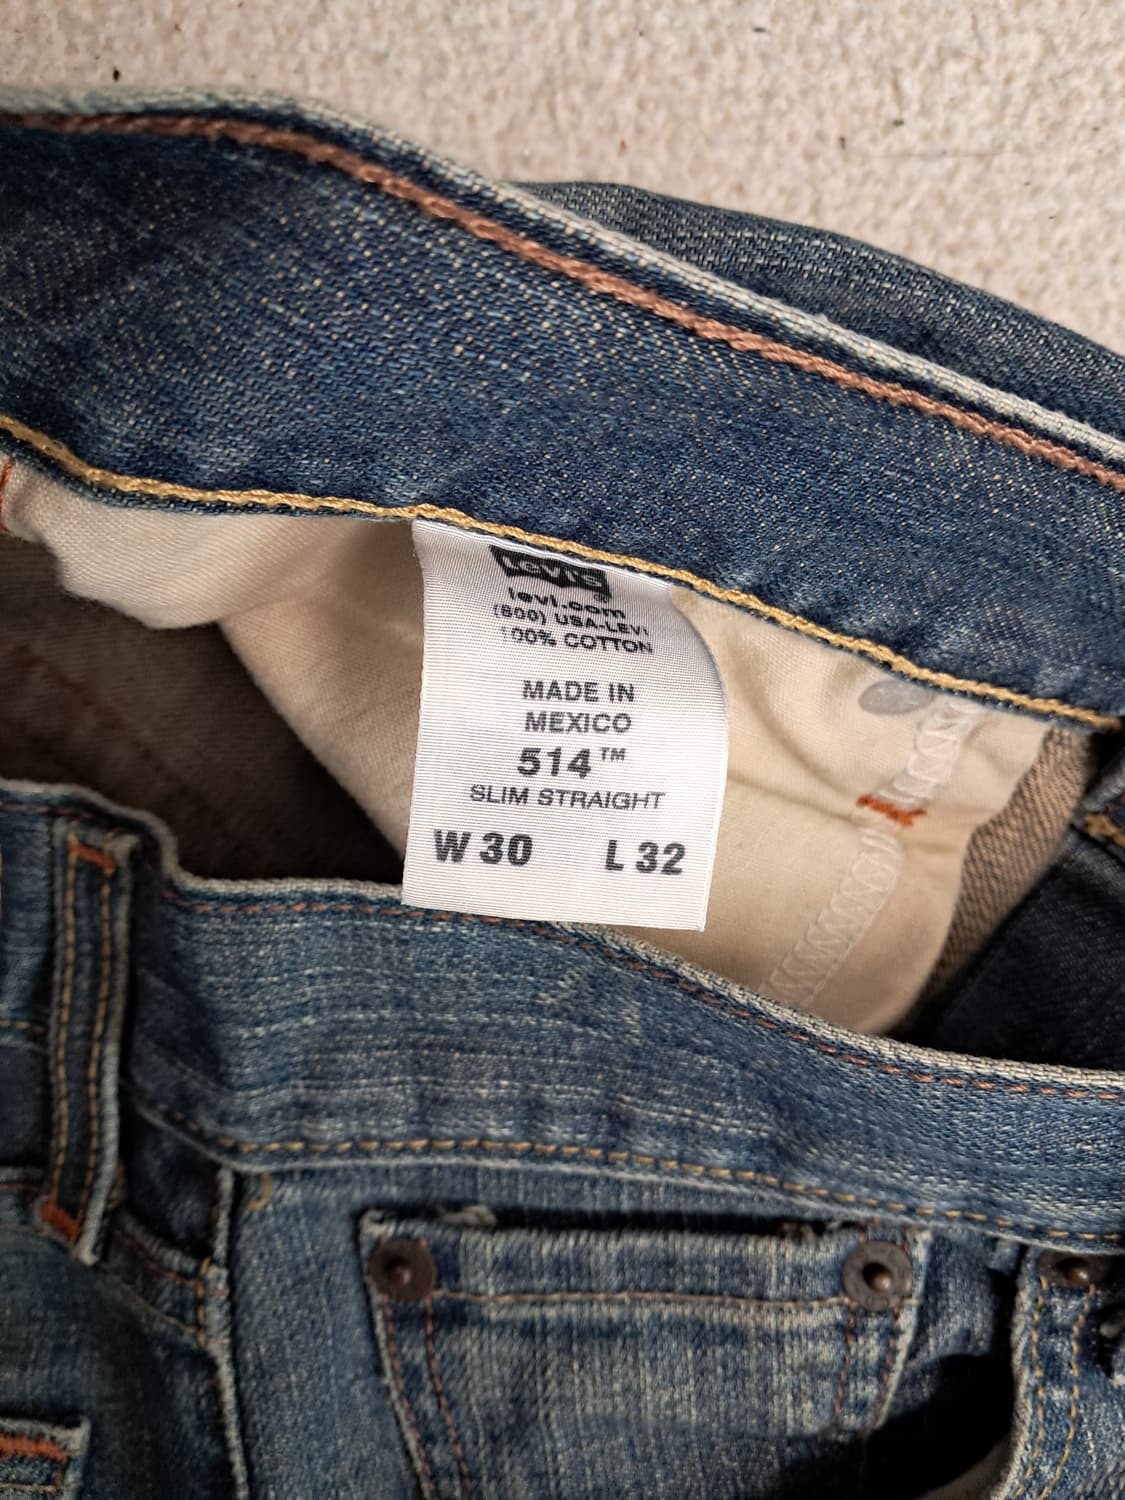 Levi's
levi.com
(800) USA-LEVI
100% COTTON
MADE IN
MEXICO
514™
SLIM STRAIGHT
W 30 L 32